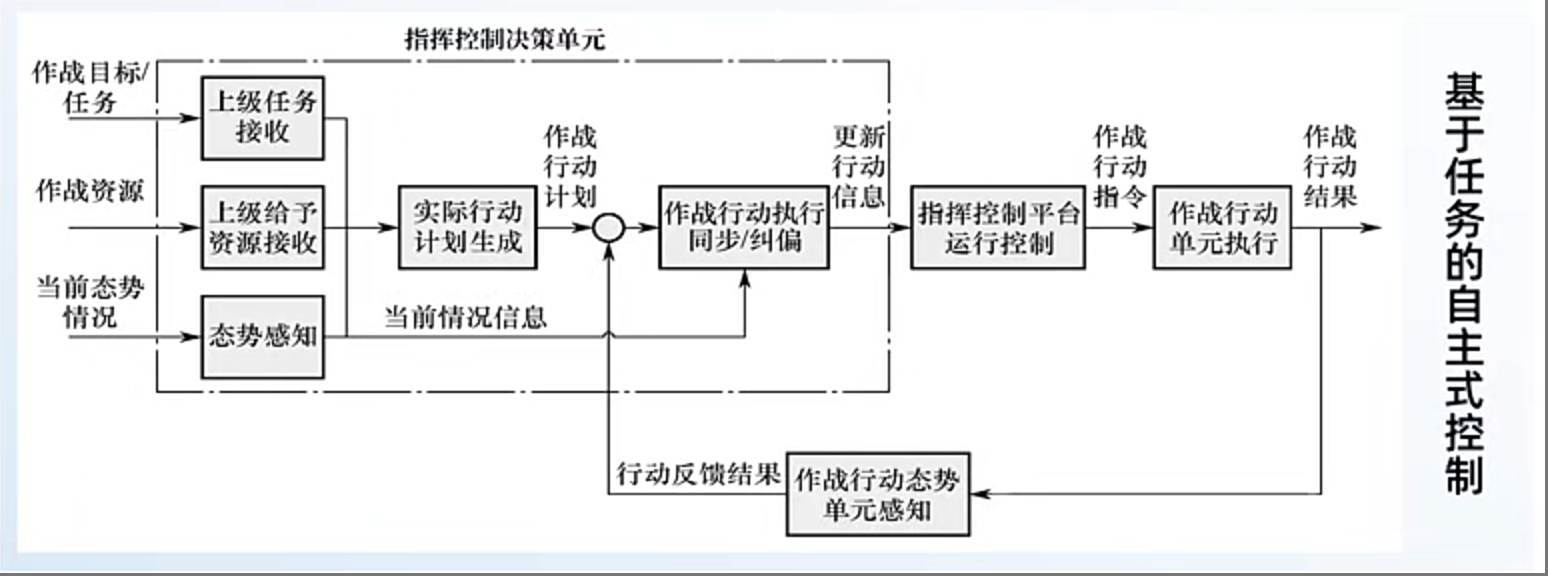 指挥控制决策单元
作战目标/
任务
上级任务
接收
作战资源
上级给予
资源接收
当前态势
情况
态势感知
实际行动
计划生成
作战
行动
计划
当前情况信息
作战行动执行
同步/纠偏
更新
行动
信息
指挥控制平台
运行控制
作战
行动
指令
作战行动
单元执行
作战
行动
结果
行动反馈结果
作战行动态势
单元感知
基于任务的自主式控制